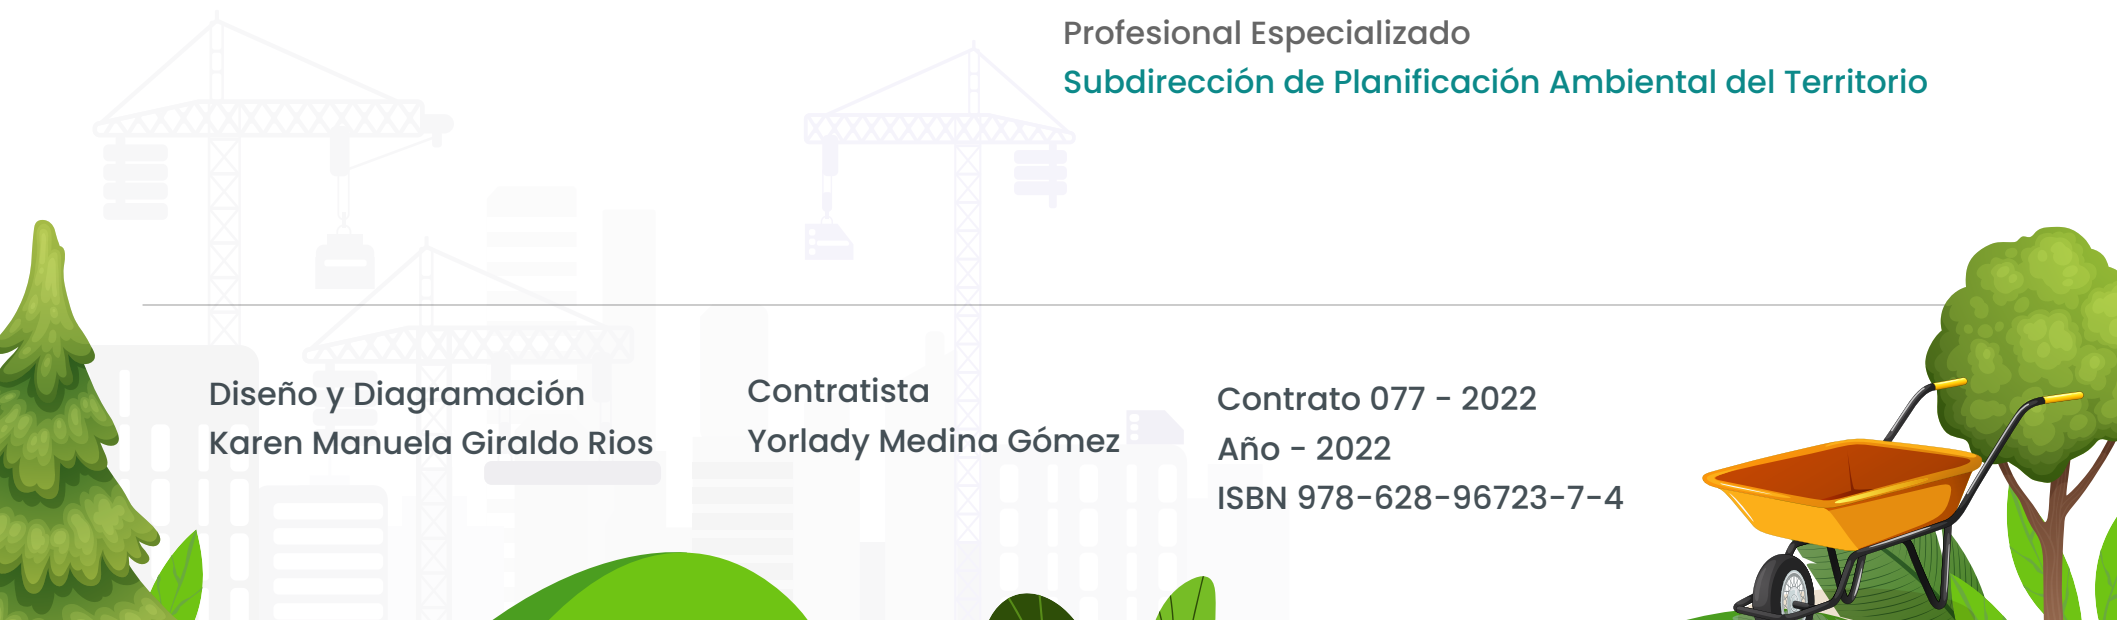 Profesional Especializado
Subdirección de Planificación Ambiental del Territorio
Diseño y Diagramación
Karen Manuela Giraldo Rios
Contratista
Yorlady Medina Gómez
Contrato 077 - 2022
Año - 2022
ISBN 978-628-96723-7-4